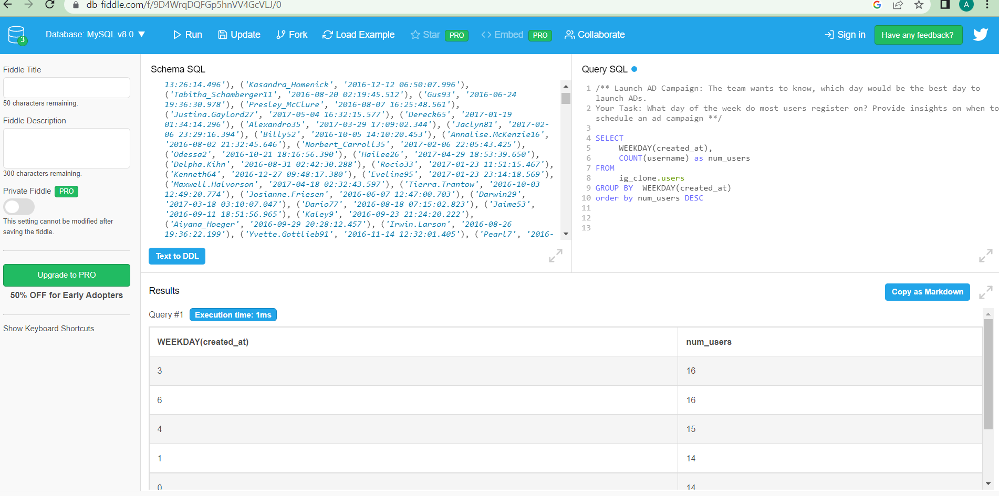 db-fiddle.com/f/9D4WrqDQFGp5hnVV4GcVLJ/0
A
3
Database: MySQL v8.0
Run
Update
Fork
Load Example
Star PRO
Embed PRO
Collaborate
Sign in
Have any feedback?
Fiddle Title
50 characters remaining.
Fiddle Description
300 characters remaining.
Private Fiddle PRO
This setting cannot be modified after
saving the fiddle.
Upgrade to PRO
50% OFF for Early Adopters
Show Keyboard Shortcuts
Schema SQL
13:26:14.496'), ('Kasandra_Homenick', '2016-12-12 06:50:07.996'),
('Tabitha_Schamberger11', '2016-08-20 02:19:45.512'), ('Gus93', '2016-06-24
19:36:30.978'), ('Presley_McClure', '2016-08-07 16:25:48.561'),
('Justina.Gaylord27', '2017-05-04 16:32:15.577'), ('Dereck65', '2017-01-19
01:34:14.296'), ('Alexandro35', '2017-03-29 17:09:02.344'), ('Jaclyn81', '2017-02-
06 23:29:16.394'), ('Billy52', '2016-10-05 14:10:20.453'), ('Annalise.McKenzie16',
'2016-08-02 21:32:45.646'), ('Norbert_Carroll35', '2017-02-06 22:05:43.425'),
('Odessa2', '2016-10-21 18:16:56.390'), ('Hailee26', '2017-04-29 18:53:39.650'),
('Delpha.Kihn', '2016-08-31 02:42:30.288'), ('Rocio33', '2017-01-23 11:51:15.467'),
('Kenneth64', '2016-12-27 09:48:17.380'), ('Eveline95', '2017-01-23 23:14:18.569'),
('Maxwell.Halvorson', '2017-04-18 02:32:43.597'), ('Tierra.Trantow', '2016-10-03
12:49:20.774'), ('Josianne.Friesen', '2016-06-07 12:47:00.703'), ('Darwin29',
'2017-03-18 03:10:07.047'), ('Dario77', '2016-08-18 07:15:02.823'), ('Jaime53',
'2016-09-11 18:51:56.965'), ('Kaley9', '2016-09-23 21:24:20.222'),
('Aiyana_Hoeger', '2016-09-29 20:28:12.457'), ('Irwin.Larson', '2016-08-26
19:36:22.199'), ('Yvette.Gottlieb91', '2016-11-14 12:32:01.405'), ('Pearl7', '2016-
Text to DDL
Query SQL
1 /** Launch AD Campaign: The team wants to know, which day would be the best day to
launch ADs.
2 Your Task: What day of the week do most users register on? Provide insights on when to
schedule an ad campaign **/
3
4 SELECT
5 WEEKDAY(created_at),
6 COUNT(username) as num_users
7 FROM
8 ig_clone.users
9 GROUP BY  WEEKDAY(created_at)
10 order by num_users DESC
11
12
13
Results
Copy as Markdown
Query #1 Execution time: 1ms
WEEKDAY(created_at) num_users
3 16
6 16
4 15
1 14
0 14